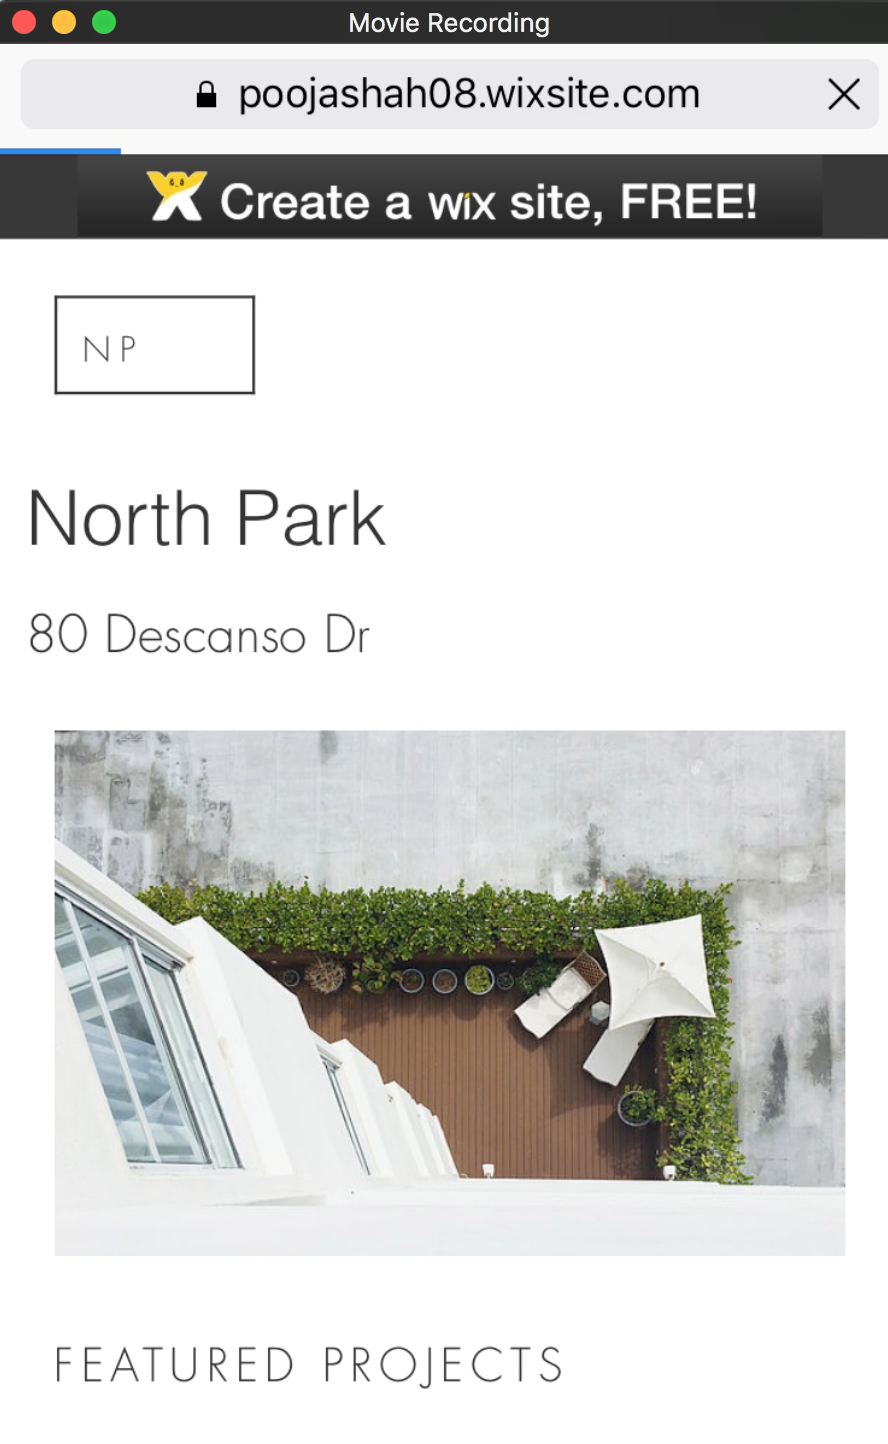 Movie Recording
poojashah08.wixsite.com
Create a wix site, FREE!
NP
North Park
80 Descanso Dr
FEATURED PROJECTS